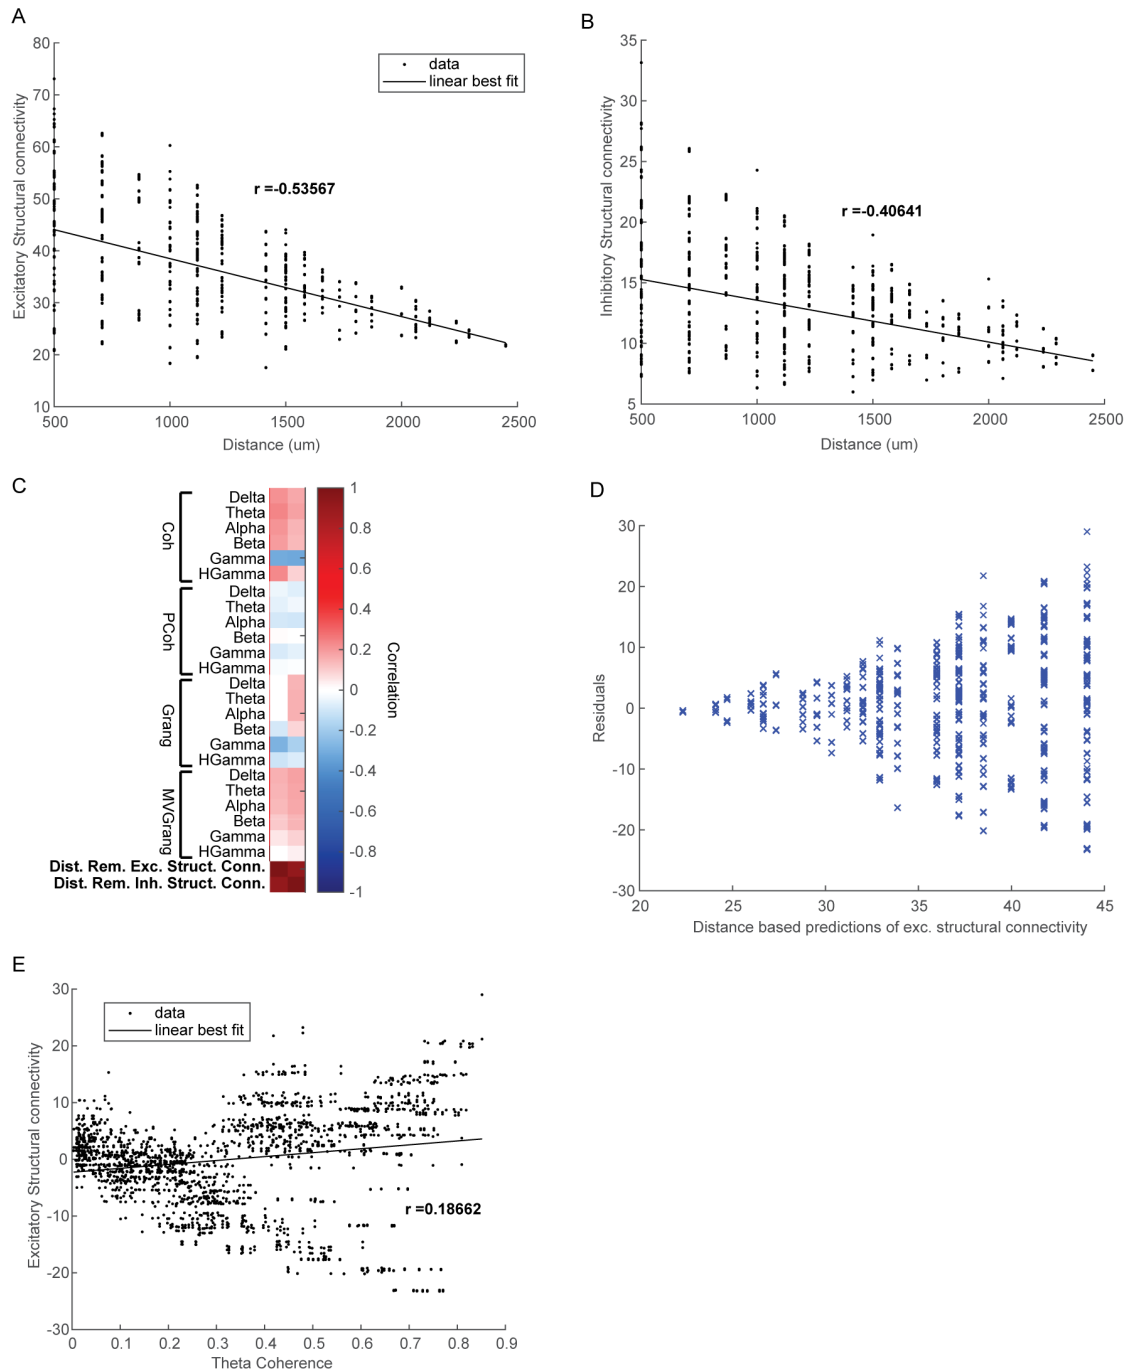 A
80
70
60
50
40
30
20
10
500
1000
1500
2000
2500
Excitatory Structural connectivity
Distance (um)
data
linear best fit
r =-0.53567
B
35
30
25
20
15
10
5
500
1000
1500
2000
2500
Inhibitory Structural connectivity
Distance (um)
r =-0.40641
C
Coh
Delta
Theta
Alpha
Beta
Gamma
HGamma
PCoh
Delta
Theta
Alpha
Beta
Gamma
HGamma
Grang
Delta
Theta
Alpha
Beta
Gamma
HGamma
MVGrang
Delta
Theta
Alpha
Beta
Gamma
HGamma
Dist. Rem. Exc. Struct. Conn.
Dist. Rem. Inh. Struct. Conn.
1
0.8
0.6
0.4
0.2
0
-0.2
-0.4
-0.6
-0.8
-1
Correlation
D
30
20
10
0
-10
-20
-30
20
25
30
35
40
45
Residuals
Distance based predictions of exc. structural connectivity
E
30
20
10
0
-10
-20
-30
0
0.1
0.2
0.3
0.4
0.5
0.6
0.7
0.8
0.9
Excitatory Structural connectivity
Theta Coherence
data
linear best fit
r =0.18662